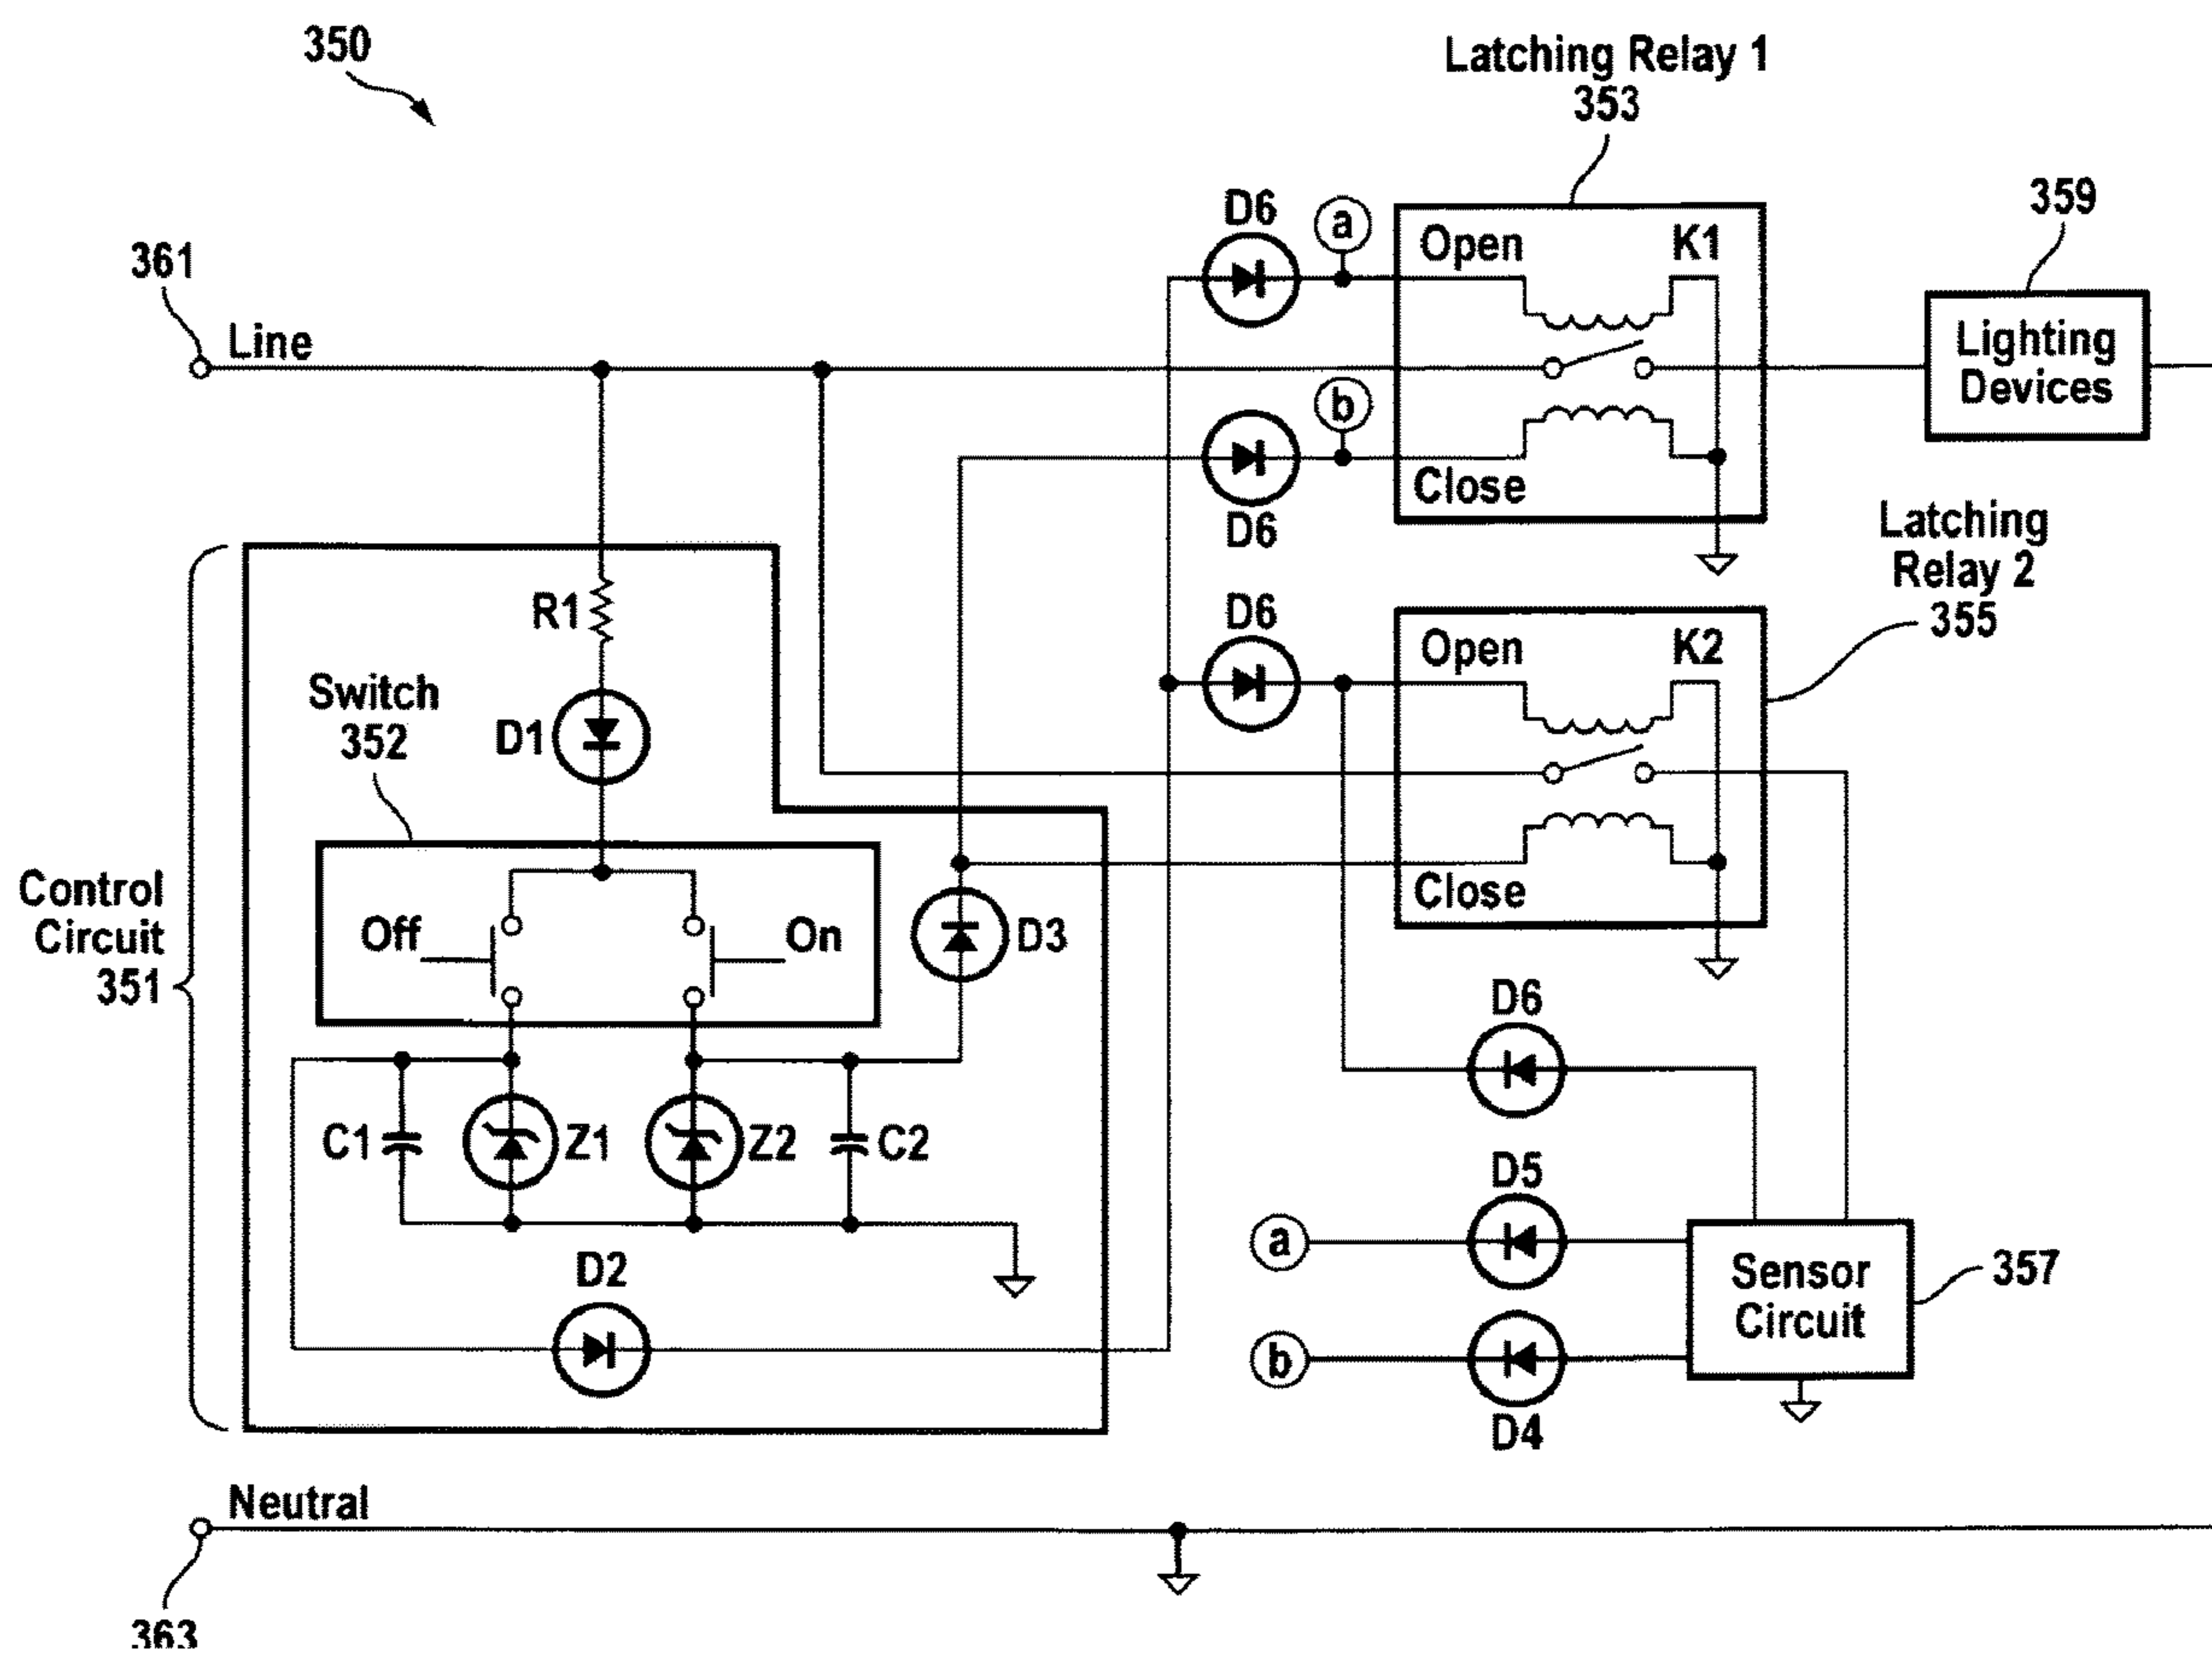 350
Latching Relay 1
353
D6
a
Open
K1
359
361
Line
Lighting
Devices
b
D6
Close
Latching
Relay 2
355
R1
D6
Open
K2
Switch
352
D1
Control
Circuit
351
Off
On
D3
Close
D6
C1
Z1
Z2
C2
D5
a
Sensor
Circuit
357
D2
b
D4
Neutral
363